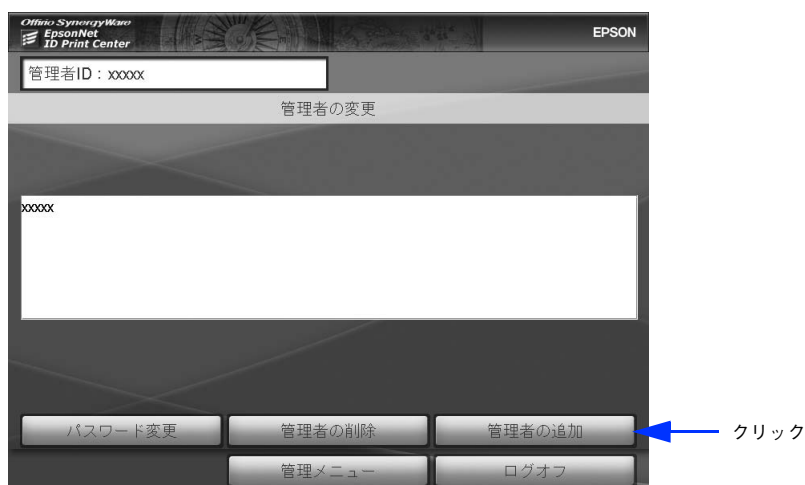 Offirio SynergyWare
EpsonNet
ID Print Center
EPSON
管理者ID：xxxxx
管理者の変更
xxxxx
パスワード変更
管理者の削除
管理者の追加
クリック
管理メニュー
ログオフ